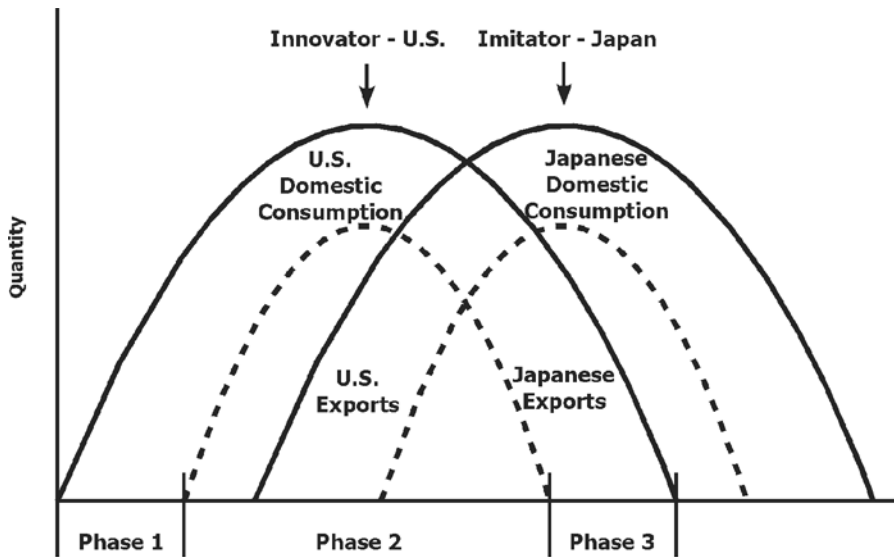 Innovator - U.S.
Imitator - Japan
U.S.
Domestic
Consumption
Japanese
Domestic
Consumption
Quantity
U.S.
Exports
Japanese
Exports
Phase 1
Phase 2
Phase 3